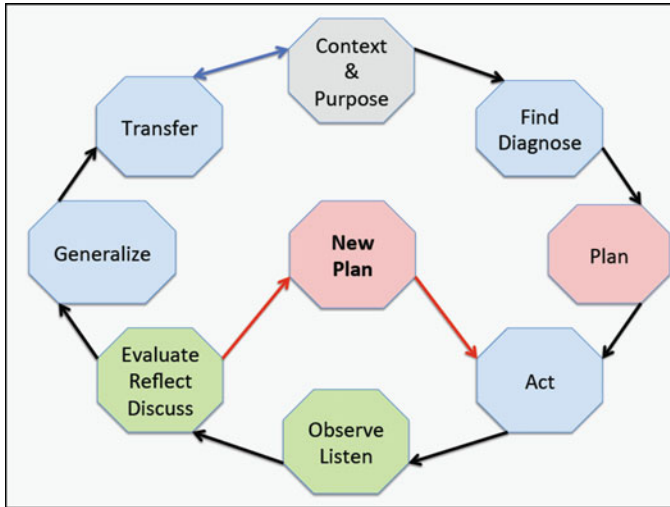 Context
&
Purpose
Find
Diagnose
Plan
Act
Observe
Listen
Evaluate
Reflect
Discuss
Generalize
Transfer
New
Plan